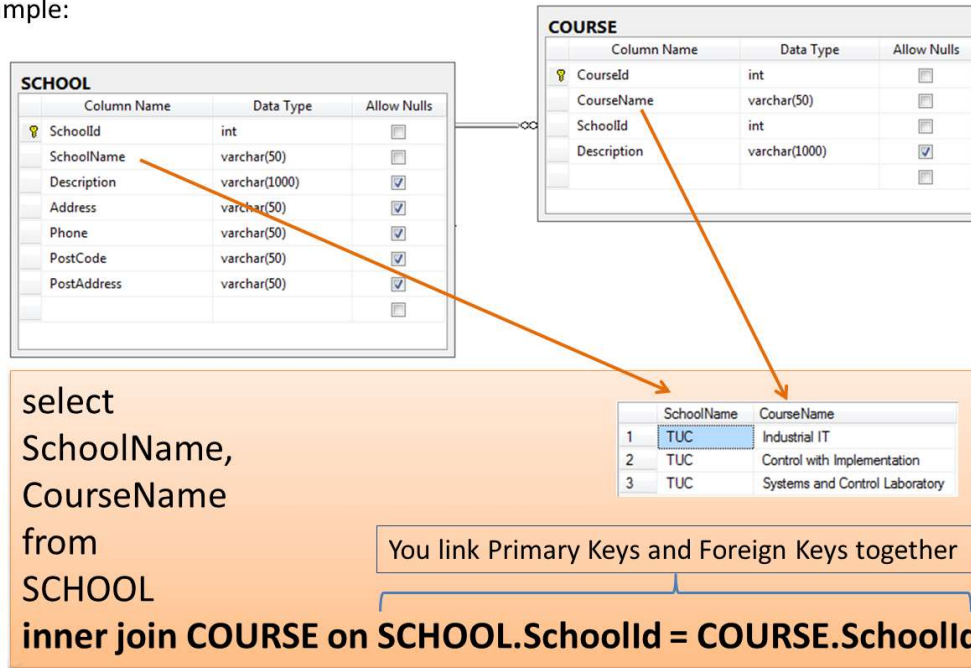 mple:
COURSE
Column Name Data Type Allow Nulls
CourseId int
CourseName varchar(50)
SchoolId int
Description varchar(1000)
SCHOOL
Column Name Data Type Allow Nulls
SchoolId int
SchoolName varchar(50)
Description varchar(1000)
Address varchar(50)
Phone varchar(50)
PostCode varchar(50)
PostAddress varchar(50)
select
SchoolName,
CourseName
from
SCHOOL
inner join COURSE on SCHOOL.SchoolId = COURSE.SchoolId
SchoolName CourseName
1 TUC Industrial IT
2 TUC Control with Implementation
3 TUC Systems and Control Laboratory
You link Primary Keys and Foreign Keys together